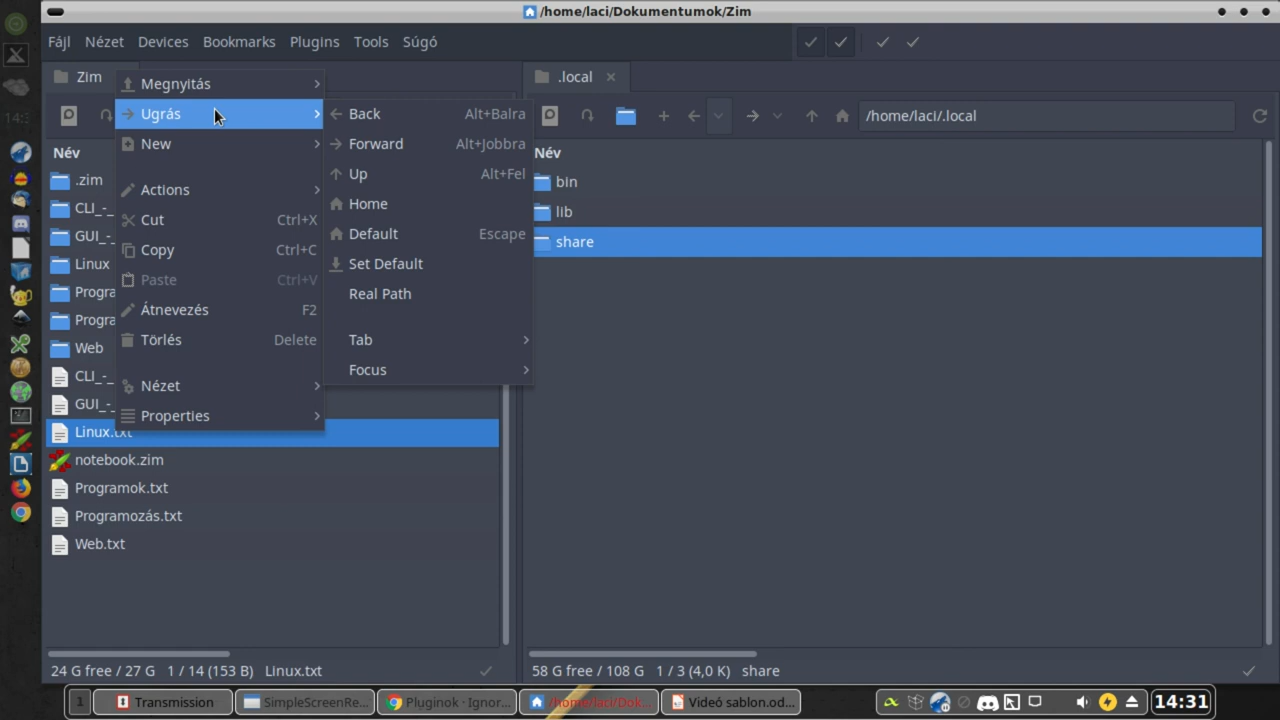 /home/laci/Dokumentumok/Zim
Fájl Nézet Devices Bookmarks Plugins Tools Súgó
Zim
Név
.zim
CLI_-_
GUI_-_
Linux
Progra
Progra
Web
CLI_-_
GUI_-_
Linux.txt
notebook.zim
Programok.txt
Programozás.txt
Web.txt
24 G free / 27 G 1 / 14 (153 B) Linux.txt
Megnyitás
Ugrás
New
Actions
Cut Ctrl+X
Copy Ctrl+C
Paste Ctrl+V
Átnevezés F2
Törlés Delete
Nézet
Properties
Back Alt+Balra
Forward Alt+Jobbra
Up Alt+Fel
Home
Default Escape
Set Default
Real Path
Tab
Focus
.local
/home/laci/.local
Név
bin
lib
share
58 G free / 108 G 1 / 3 (4,0 K) share
1 Transmission SimpleScreenRe... Pluginok - Ignor... /home/laci/Dok... Videó sablon.od... 14:31